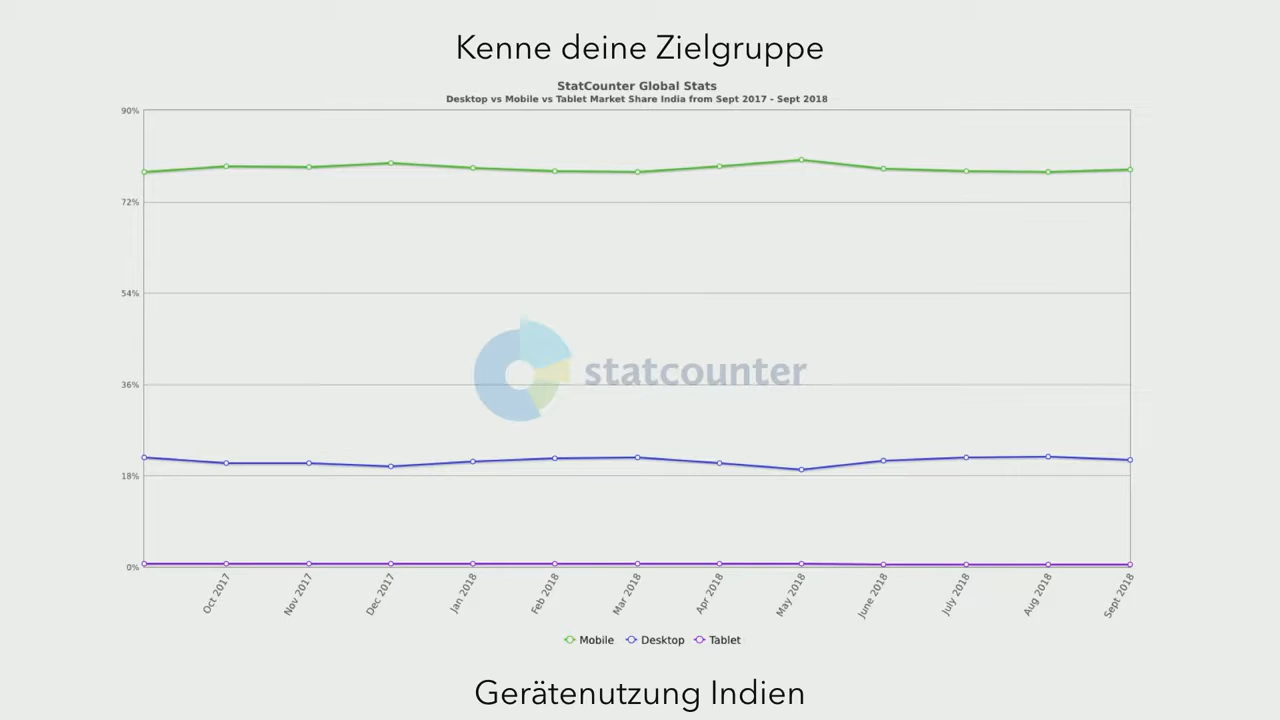 Kenne deine Zielgruppe
StatCounter Global Stats
Desktop vs Mobile vs Tablet Market Share India from Sept 2017 - Sept 2018
90%
72%
54%
statcounter
36%
18%
0%
Oct 2017 Nov 2017 Dec 2017 Jan 2018 Feb 2018 Mar 2018 Apr 2018 May 2018 June 2018 July 2018 Aug 2018 Sept 2018
Mobile Desktop Tablet
Gerätenutzung Indien